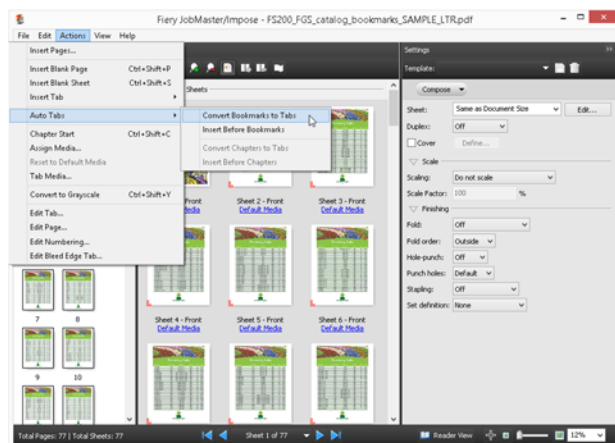 Fiery JobMaster/Impose - FS200_FGS_catalog_bookmarks_SAMPLE_LTR.pdf
File Edit Actions View Help
Insert Pages...
Insert Blank Page Ctrl+Shift+P
Insert Blank Sheet Ctrl+Shift+S
Insert Tab
Auto Tabs
Chapter Start Ctrl+Shift+C
Assign Media...
Reset to Default Media
Tab Media...
Convert to Grayscale Ctrl+Shift+Y
Edit Tab...
Edit Page...
Edit Numbering...
Edit Bleed Edge Tab...
Convert Bookmarks to Tabs
Insert Before Bookmarks
Convert Chapters to Tabs
Insert Before Chapters
Sheets
Front
Media
Sheet 2 - Front
Default Media
Sheet 3 - Front
Default Media
Sheet 4 - Front
Default Media
Sheet 5 - Front
Default Media
Sheet 6 - Front
Default Media
7 8
9 10
Settings
Template:
Compose
Sheet: Same as Document Size Edit...
Duplex: Off
Cover Define...
Scale
Scaling: Do not scale
Scale Factor: 100 %
Finishing
Fold: Off
Fold order: Outside
Hole-punch: Off
Punch holes: Default
Stapling: Off
Set definition: None
Total Pages: 77 | Total Sheets: 77
Sheet 1 of 77
Reader View
12%